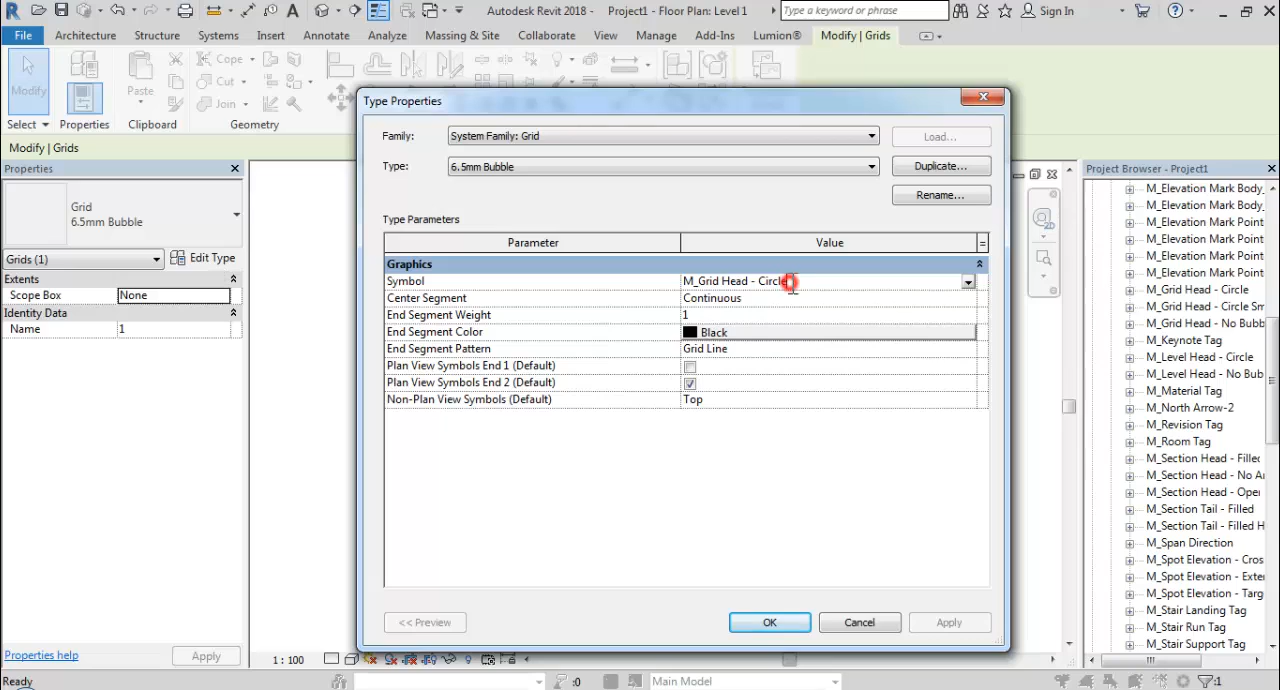 Autodesk Revit 2018 - Project1 - Floor Plan: Level 1
Type a keyword or phrase
Sign In
File Architecture Structure Systems Insert Annotate Analyze Massing & Site Collaborate View Manage Add-Ins Lumion® Modify | Grids
Modify
Paste
Cope
Cut
Join
Select Properties Clipboard Geometry
Modify | Grids
Properties
Grid
6.5mm Bubble
Grids (1)
Edit Type
Extents
Scope Box None
Identity Data
Name 1
Properties help
Apply
Type Properties
Family: System Family: Grid Load...
Type: 6.5mm Bubble Duplicate...
Rename...
Type Parameters
Parameter Value =
Graphics
Symbol M_Grid Head - Circle
Center Segment Continuous
End Segment Weight 1
End Segment Color Black
End Segment Pattern Grid Line
Plan View Symbols End 1 (Default)
Plan View Symbols End 2 (Default)
Non-Plan View Symbols (Default) Top
<< Preview OK Cancel Apply
2D
Project Browser - Project1
M_Elevation Mark Body_
M_Elevation Mark Body_
M_Elevation Mark Point
M_Elevation Mark Point
M_Elevation Mark Point
M_Elevation Mark Point
M_Grid Head - Circle
M_Grid Head - Circle Sm
M_Grid Head - No Bubb
M_Keynote Tag
M_Level Head - Circle
M_Level Head - No Bub
M_Material Tag
M_North Arrow-2
M_Revision Tag
M_Room Tag
M_Section Head - Filled
M_Section Head - No A
M_Section Head - Open
M_Section Tail - Filled
M_Section Tail - Filled H
M_Span Direction
M_Spot Elevation - Cros
M_Spot Elevation - Exte
M_Spot Elevation - Targ
M_Stair Landing Tag
M_Stair Run Tag
M_Stair Support Tag
1 : 100
Ready
:0
Main Model
:1